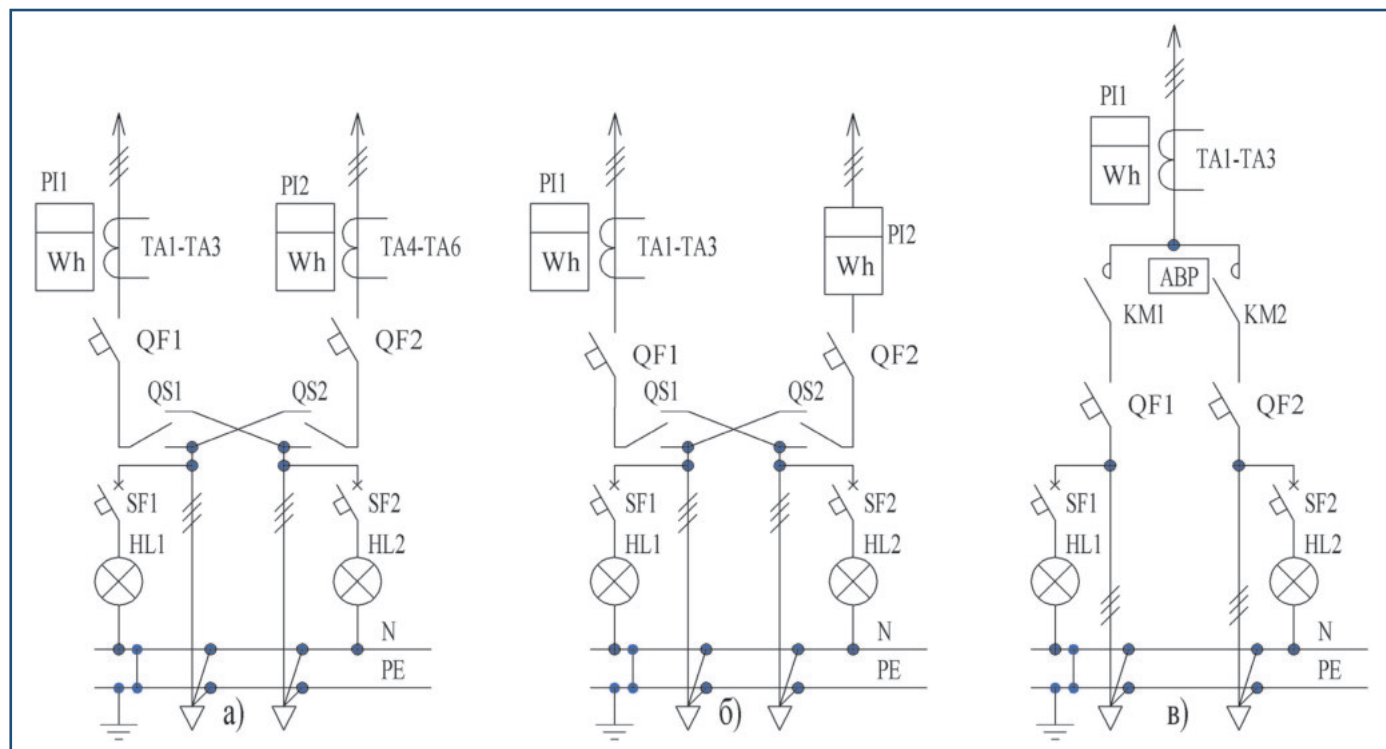 PI1
Wh
TA1-TA3
PI2
Wh
TA4-TA6
QF1
QF2
QS1
QS2
SF1
SF2
HL1
HL2
N
PE
а)
PI1
Wh
TA1-TA3
PI2
Wh
QF1
QF2
QS1
QS2
SF1
SF2
HL1
HL2
N
PE
б)
PI1
Wh
TA1-TA3
АВР
KM1
KM2
QF1
QF2
SF1
SF2
HL1
HL2
N
PE
в)